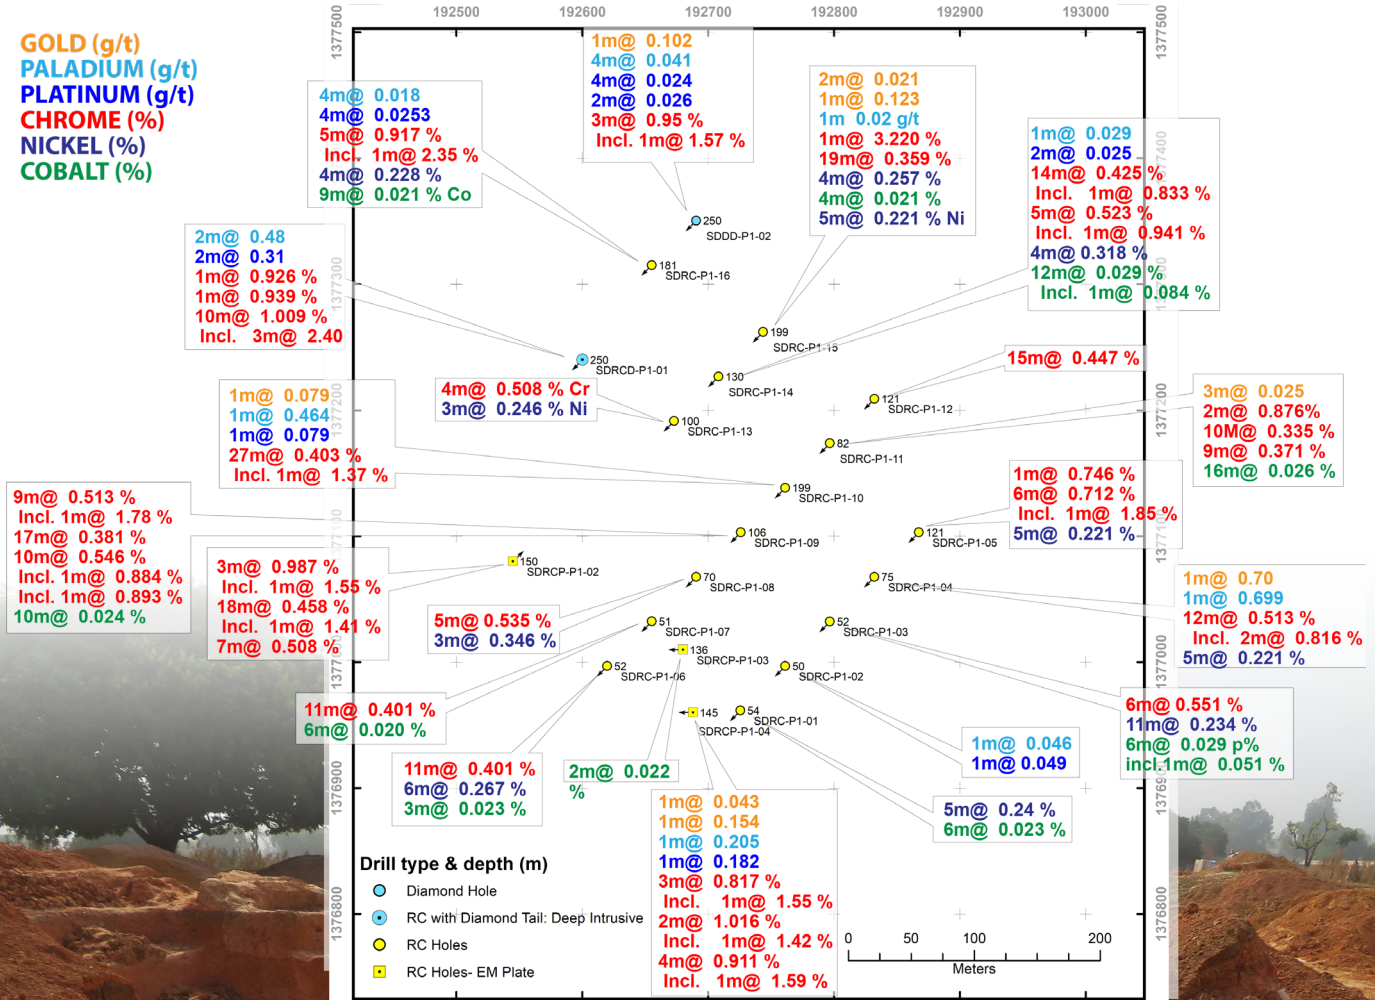 192500 192600 192700 192800 192900 193000
1377500
1377500
GOLD (g/t)
PALADIUM (g/t)
PLATINUM (g/t)
CHROME (%)
NICKEL (%)
COBALT (%)
4m@ 0.018
4m@ 0.0253
5m@ 0.917 %
Incl. 1m@ 2.35 %
4m@ 0.228 %
9m@ 0.021 % Co
1m@ 0.102
4m@ 0.041
4m@ 0.024
2m@ 0.026
3m@ 0.95 %
Incl. 1m@ 1.57 %
2m@ 0.021
1m@ 0.123
1m 0.02 g/t
1m@ 3.220 %
19m@ 0.359 %
4m@ 0.257 %
4m@ 0.021 %
5m@ 0.221 % Ni
1377400
1m@ 0.029
2m@ 0.025
14m@ 0.425 %
Incl. 1m@ 0.833 %
5m@ 0.523 %
Incl. 1m@ 0.941 %
4m@ 0.318 %
12m@ 0.029 %
Incl. 1m@ 0.084 %
250
SDDD-P1-02
181
SDRC-P1-16
2m@ 0.48
2m@ 0.31
1m@ 0.926 %
1m@ 0.939 %
10m@ 1.009 %
Incl. 3m@ 2.40
1377300
199
SDRC-P1-15
250
SDRCD-P1-01
130
SDRC-P1-14
15m@ 0.447 %
4m@ 0.508 % Cr
3m@ 0.246 % Ni
121
SDRC-P1-12
1m@ 0.079
1m@ 0.464
1m@ 0.079
27m@ 0.403 %
Incl. 1m@ 1.37 %
1377200
1377200
100
SDRC-P1-13
82
SDRC-P1-11
3m@ 0.025
2m@ 0.876%
10M@ 0.335 %
9m@ 0.371 %
16m@ 0.026 %
199
SDRC-P1-10
1m@ 0.746 %
6m@ 0.712 %
Incl. 1m@ 1.85 %
5m@ 0.221 %
9m@ 0.513 %
Incl. 1m@ 1.78 %
17m@ 0.381 %
10m@ 0.546 %
Incl. 1m@ 0.884 %
Incl. 1m@ 0.893 %
10m@ 0.024 %
1377100
1377100
106
SDRC-P1-09
121
SDRC-P1-05
3m@ 0.987 %
Incl. 1m@ 1.55 %
18m@ 0.458 %
Incl. 1m@ 1.41 %
7m@ 0.508 %
150
SDRCP-P1-02
70
SDRC-P1-08
75
SDRC-P1-04
1m@ 0.70
1m@ 0.699
12m@ 0.513 %
Incl. 2m@ 0.816 %
5m@ 0.221 %
5m@ 0.535 %
3m@ 0.346 %
51
SDRC-P1-07
52
SDRC-P1-03
136
SDRCP-P1-03
1377000
1377000
52
SDRC-P1-06
50
SDRC-P1-02
11m@ 0.401 %
6m@ 0.020 %
145
SDRCP-P1-04
54
SDRC-P1-01
6m@ 0.551 %
11m@ 0.234 %
6m@ 0.029 p%
incl.1m@ 0.051 %
1m@ 0.046
1m@ 0.049
11m@ 0.401 %
6m@ 0.267 %
3m@ 0.023 %
2m@ 0.022
%
1376900
1376900
5m@ 0.24 %
6m@ 0.023 %
1m@ 0.043
1m@ 0.154
1m@ 0.205
1m@ 0.182
3m@ 0.817 %
Incl. 1m@ 1.55 %
2m@ 1.016 %
Incl. 1m@ 1.42 %
4m@ 0.911 %
Incl. 1m@ 1.59 %
Drill type & depth (m)
Diamond Hole
RC with Diamond Tail: Deep Intrusive
RC Holes
RC Holes- EM Plate
1376800
1376800
0 50 100 200
Meters